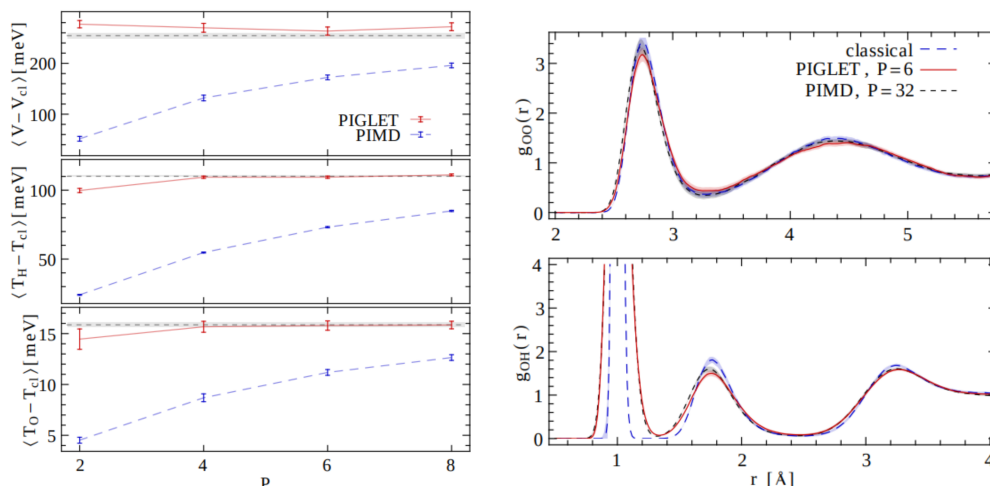 ⟨V−V_cl⟩[meV]
200
100
PIGLET
PIMD
⟨T_H−T_cl⟩[meV]
100
50
⟨T_O−T_cl⟩[meV]
15
10
5
2 4 6 8
P
g_OO(r)
3
2
1
0
classical
PIGLET, P=6
PIMD, P=32
2 3 4 5
g_OH(r)
4
3
2
1
0
1 2 3 4
r [Å]